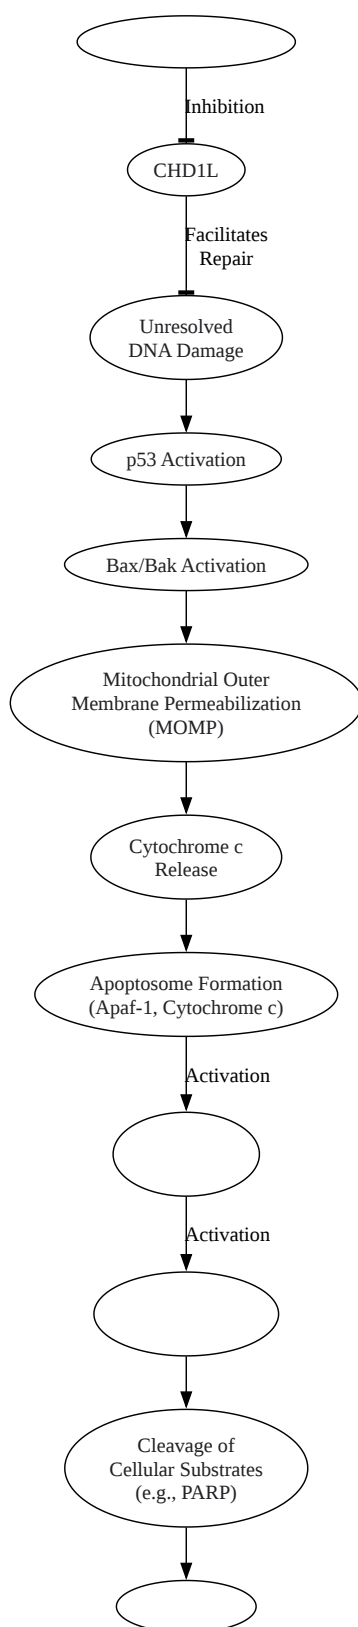 Inhibition
CHD1L
Facilitates
Repair
Unresolved
DNA Damage
p53 Activation
Bax/Bak Activation
Mitochondrial Outer
Membrane Permeabilization
(MOMP)
Cytochrome c
Release
Apoptosome Formation
(Apaf-1, Cytochrome c)
Activation
Activation
Cleavage of
Cellular Substrates
(e.g., PARP)